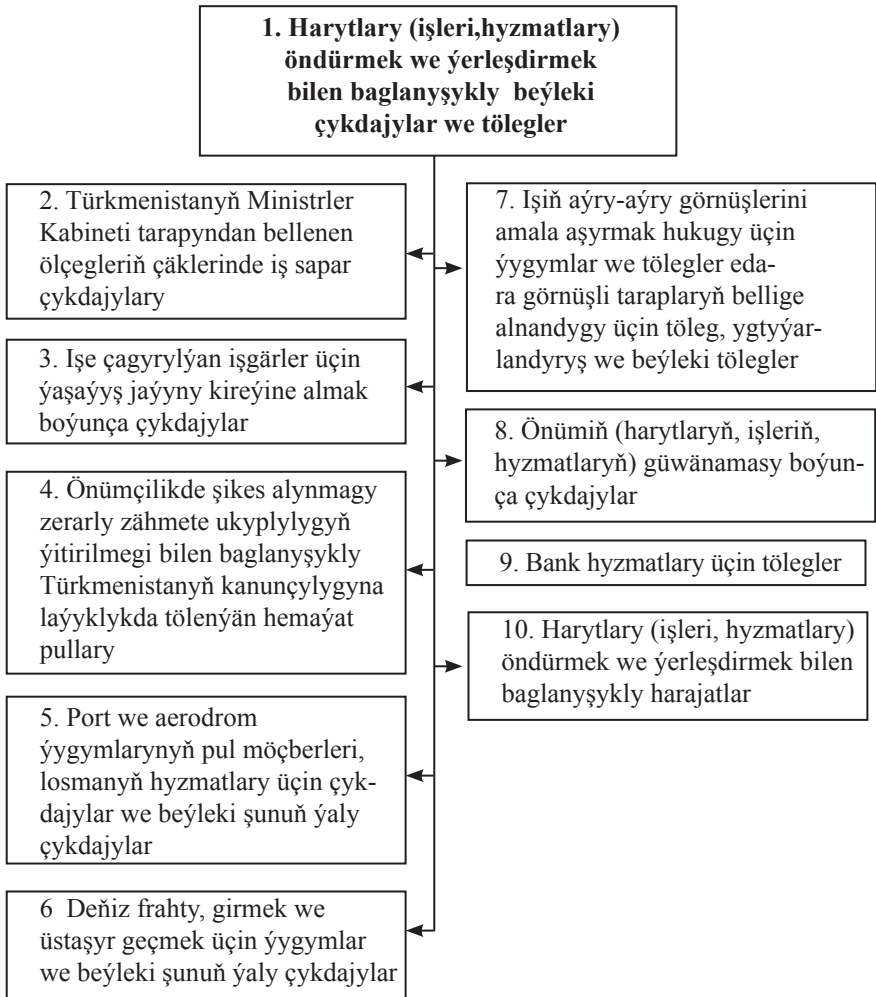 1. Harytlary (işleri,hyzmatlary)
öndürmek we ýerleşdirmek
bilen baglanyşykly beýleki
çykdajylar we tölegler
2. Türkmenistanyň Ministrler
Kabineti tarapyndan bellenen
ölçegleriň çäklerinde iş sapar
çykdajylary
3. Işe çagyrylýan işgärler üçin
ýaşaýyş jaýyny kireýine almak
boýunça çykdajylar
4. Önümçilikde şikes alynmagy
zerarly zähmete ukyplylygyň
ýitirilmegi bilen baglanyşykly
Türkmenistanyň kanunçylygyna
laýyklykda tölenýän hemaýat
pullary
5. Port we aerodrom
ýygymlarynyň pul möçberleri,
losmanyň hyzmatlary üçin çyk-
dajylar we beýleki şunuň ýaly
çykdajylar
6 Deňiz frahty, girmek we
üstaşyr geçmek üçin ýygymlar
we beýleki şunuň ýaly çykdajylar
7. Işiň aýry-aýry görnüşlerini
amala aşyrmak hukugy üçin
ýygymlar we tölegler eda-
ra görnüşli taraplaryň bellige
alnandygy üçin töleg, ygtyýar-
landyryş we beýleki tölegler
8. Önümiň (harytlaryň, işleriň,
hyzmatlaryň) güwänamasy boýun-
ça çykdajylar
9. Bank hyzmatlary üçin tölegler
10. Harytlary (işleri, hyzmatlary)
öndürmek we ýerleşdirmek bilen
baglanyşykly harajatlar